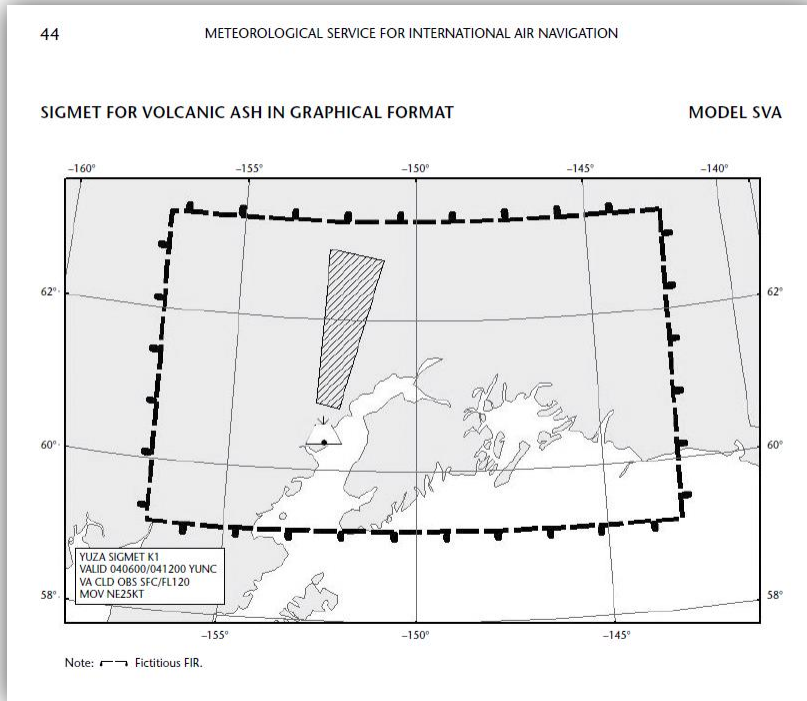 44
METEOROLOGICAL SERVICE FOR INTERNATIONAL AIR NAVIGATION
SIGMET FOR VOLCANIC ASH IN GRAPHICAL FORMAT
MODEL SVA
−160° −155° −150° −145° −140°
62° 62°
60° 60°
YUZA SIGMET K1
VALID 040600/041200 YUNC
VA CLD OBS SFC/FL120
MOV NE25KT
58° 58°
−155° −150° −145°
Note: Fictitious FIR.